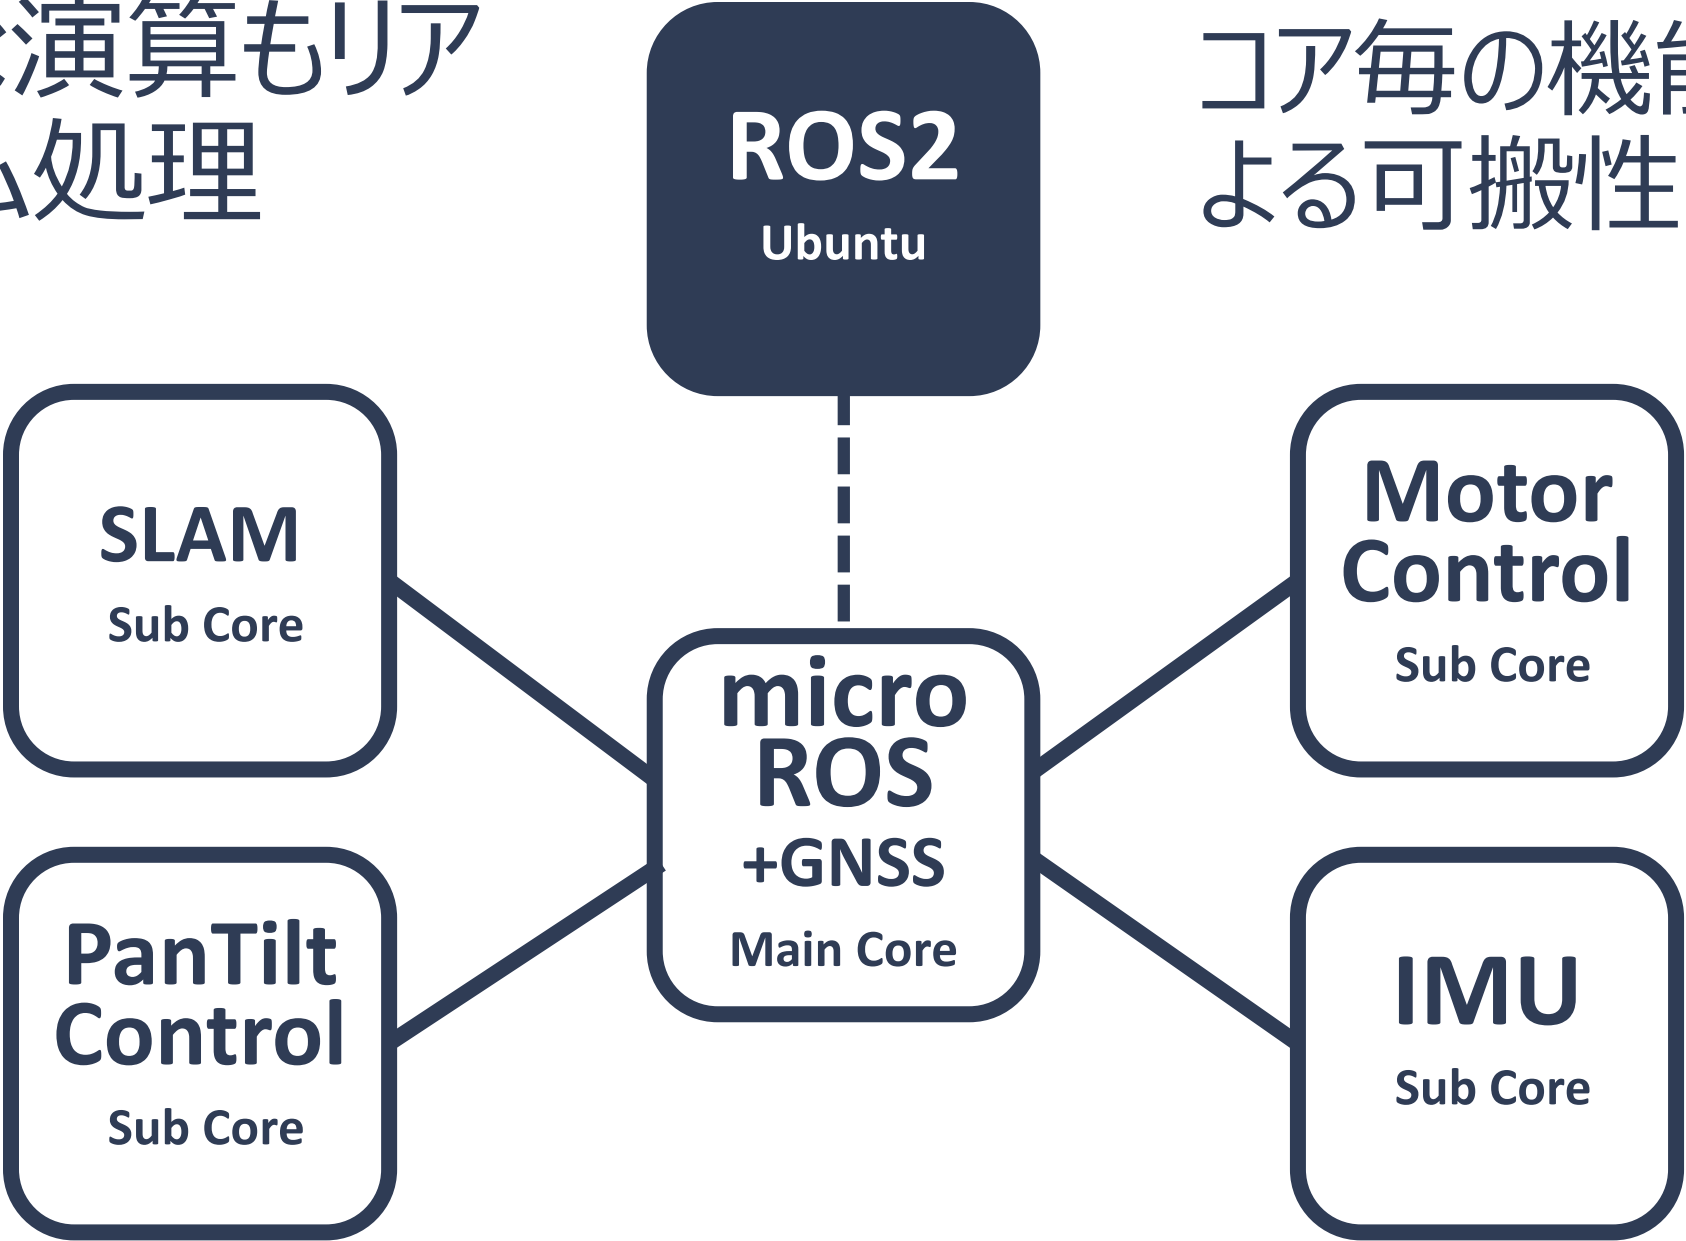 演算もリア
処理
ROS2
Ubuntu
コア毎の機
よる可搬性
SLAM
Sub Core
Motor
Control
Sub Core
micro
ROS
+GNSS
Main Core
PanTilt
Control
Sub Core
IMU
Sub Core